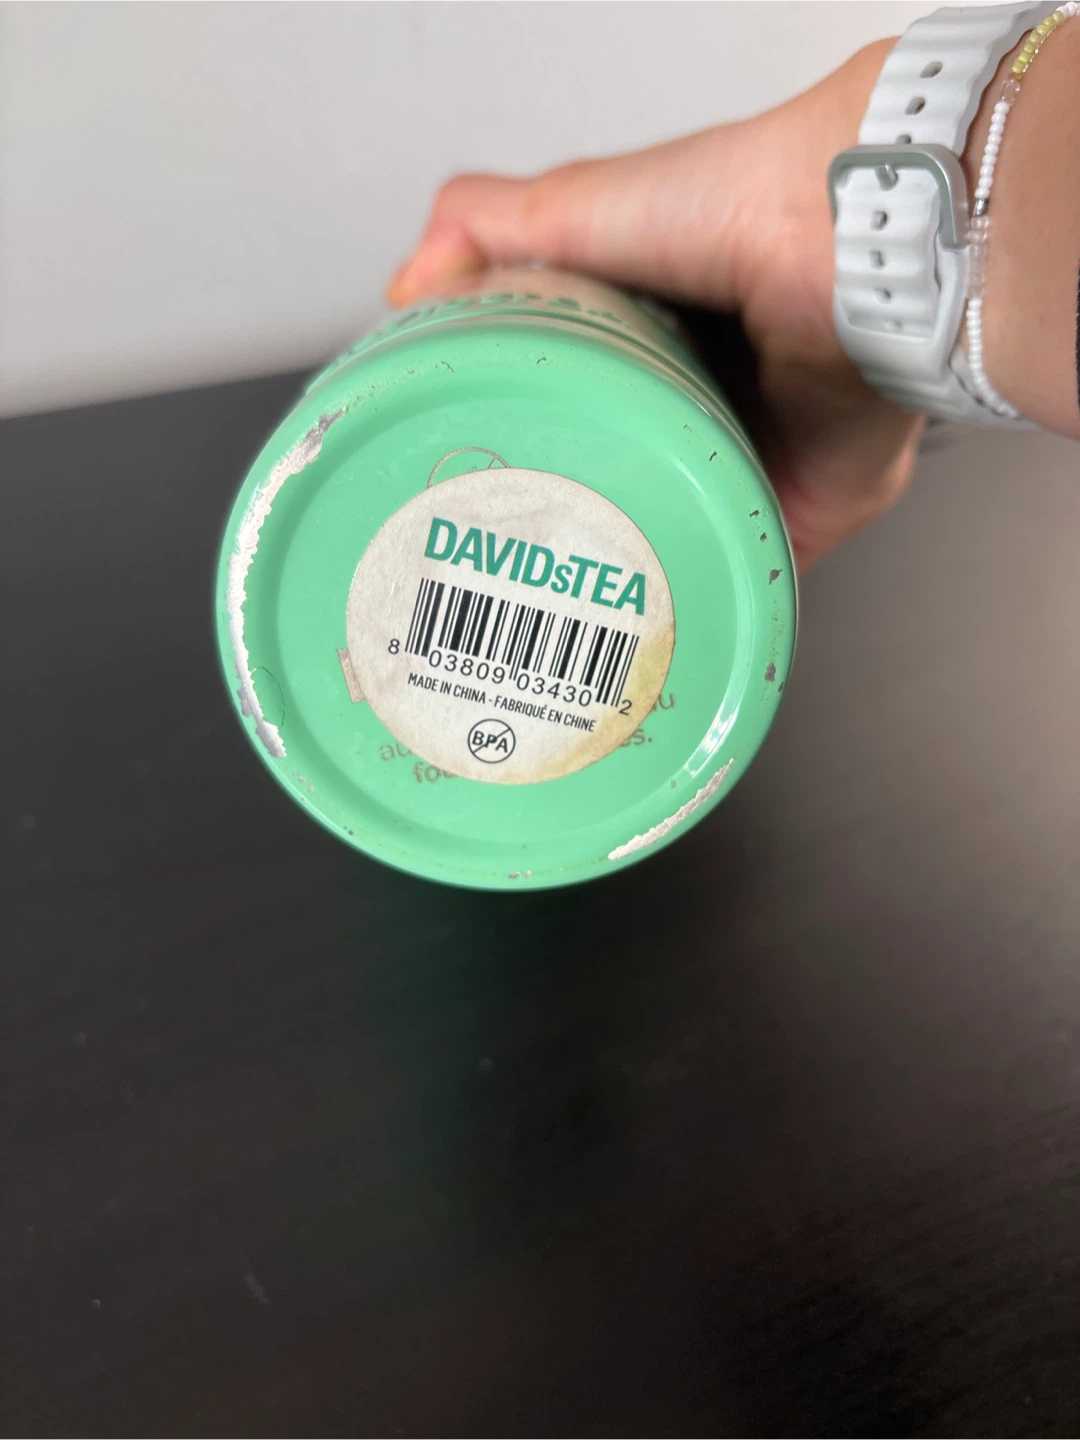 DAVIDsTEA
8 03809 03430 2
MADE IN CHINA - FABRIQUÉ EN CHINE
BPA